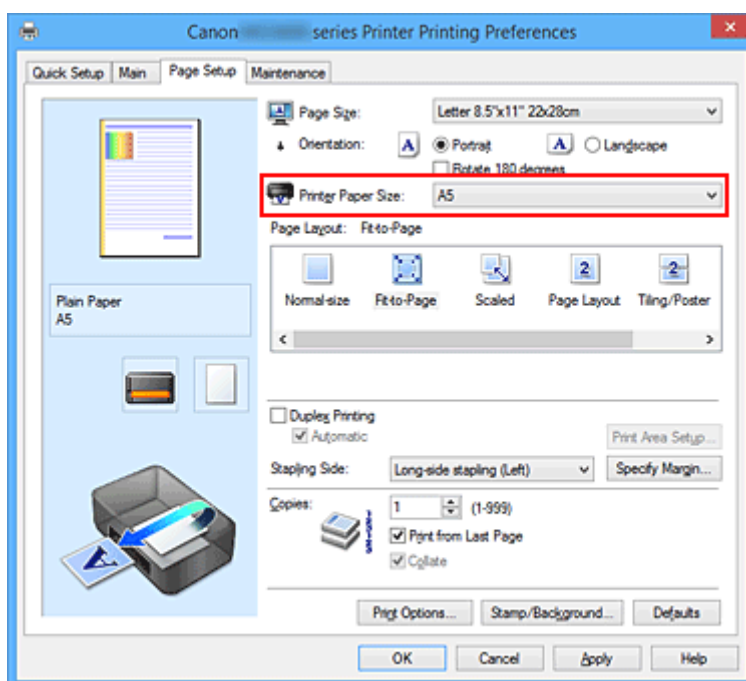 Canon series Printer Printing Preferences
Quick Setup Main Page Setup Maintenance
Page Size: Letter 8.5"x11" 22x28cm
Orientation: A Portrait A Landscape
Rotate 180 degrees
Printer Paper Size: A5
Page Layout: Fit-to-Page
Normal-size Fit-to-Page Scaled Page Layout Tiling/Poster
Plain Paper
A5
Duplex Printing
Automatic
Print Area Setup...
Stapling Side: Long-side stapling (Left) Specify Margin...
Copies: 1 (1-999)
Print from Last Page
Collate
Print Options... Stamp/Background... Defaults
OK Cancel Apply Help